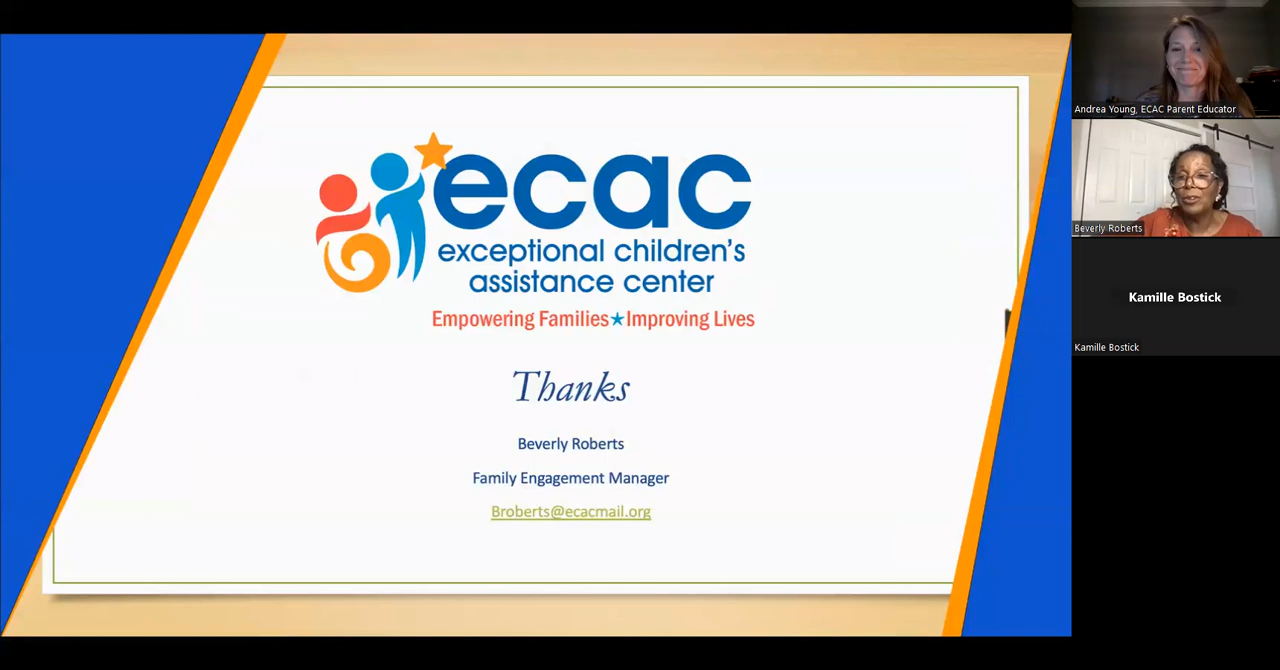 ecac
exceptional children's
assistance center
Empowering Families★Improving Lives
Thanks
Beverly Roberts
Family Engagement Manager
Broberts@ecacmail.org
Andrea Young, ECAC Parent Educator
Beverly Roberts
Kamille Bostick
Kamille Bostick